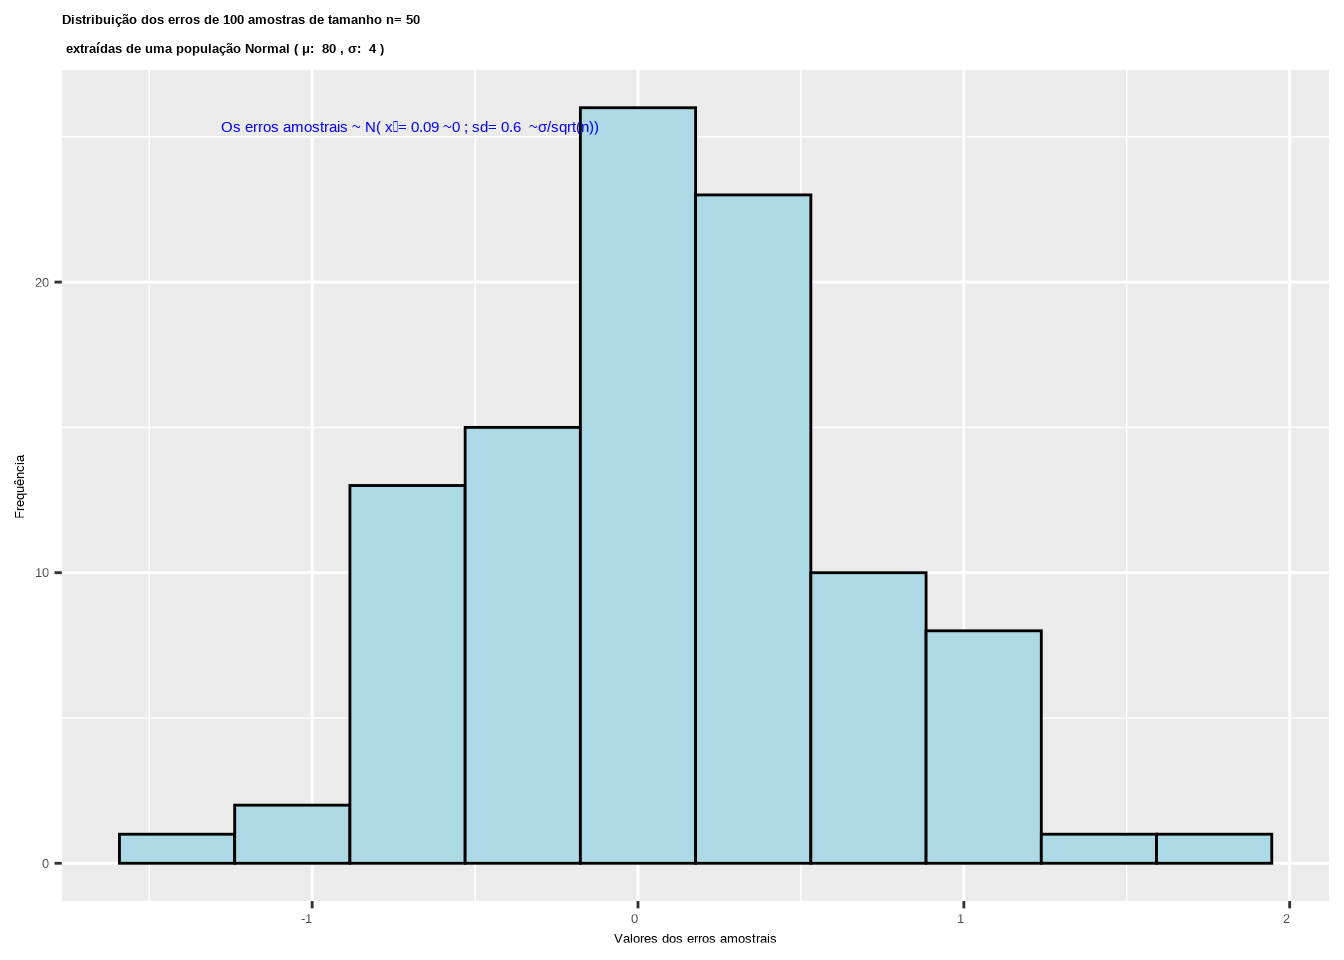 Distribuição dos erros de 100 amostras de tamanho n= 50
extraídas de uma população Normal ( μ: 80 , σ: 4 )
Os erros amostrais ~ N( x▯= 0.09 ~0 ; sd= 0.6 ~σ/sqrt(n))
20
10
0
Frequência
-1 0 1 2
Valores dos erros amostrais